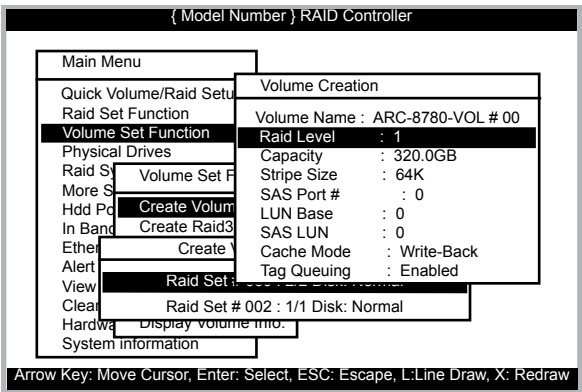 { Model Number } RAID Controller
Main Menu
Quick Volume/Raid Setu
Raid Set Function
Volume Set Function
Physical Drives
Raid Sy
More S
Hdd Po
In Band
Ether
Alert
View
Clear
Hardwa
System information
Volume Set F
Create Volum
Create Raid3
Display Volume Info.
Create V
Raid Set #
Disk: Normal
Raid Set # 002 : 1/1 Disk: Normal
Volume Creation
Volume Name : ARC-8780-VOL # 00
Raid Level : 1
Capacity : 320.0GB
Stripe Size : 64K
SAS Port # : 0
LUN Base : 0
SAS LUN : 0
Cache Mode : Write-Back
Tag Queuing : Enabled
Arrow Key: Move Cursor, Enter: Select, ESC: Escape, L:Line Draw, X: Redraw